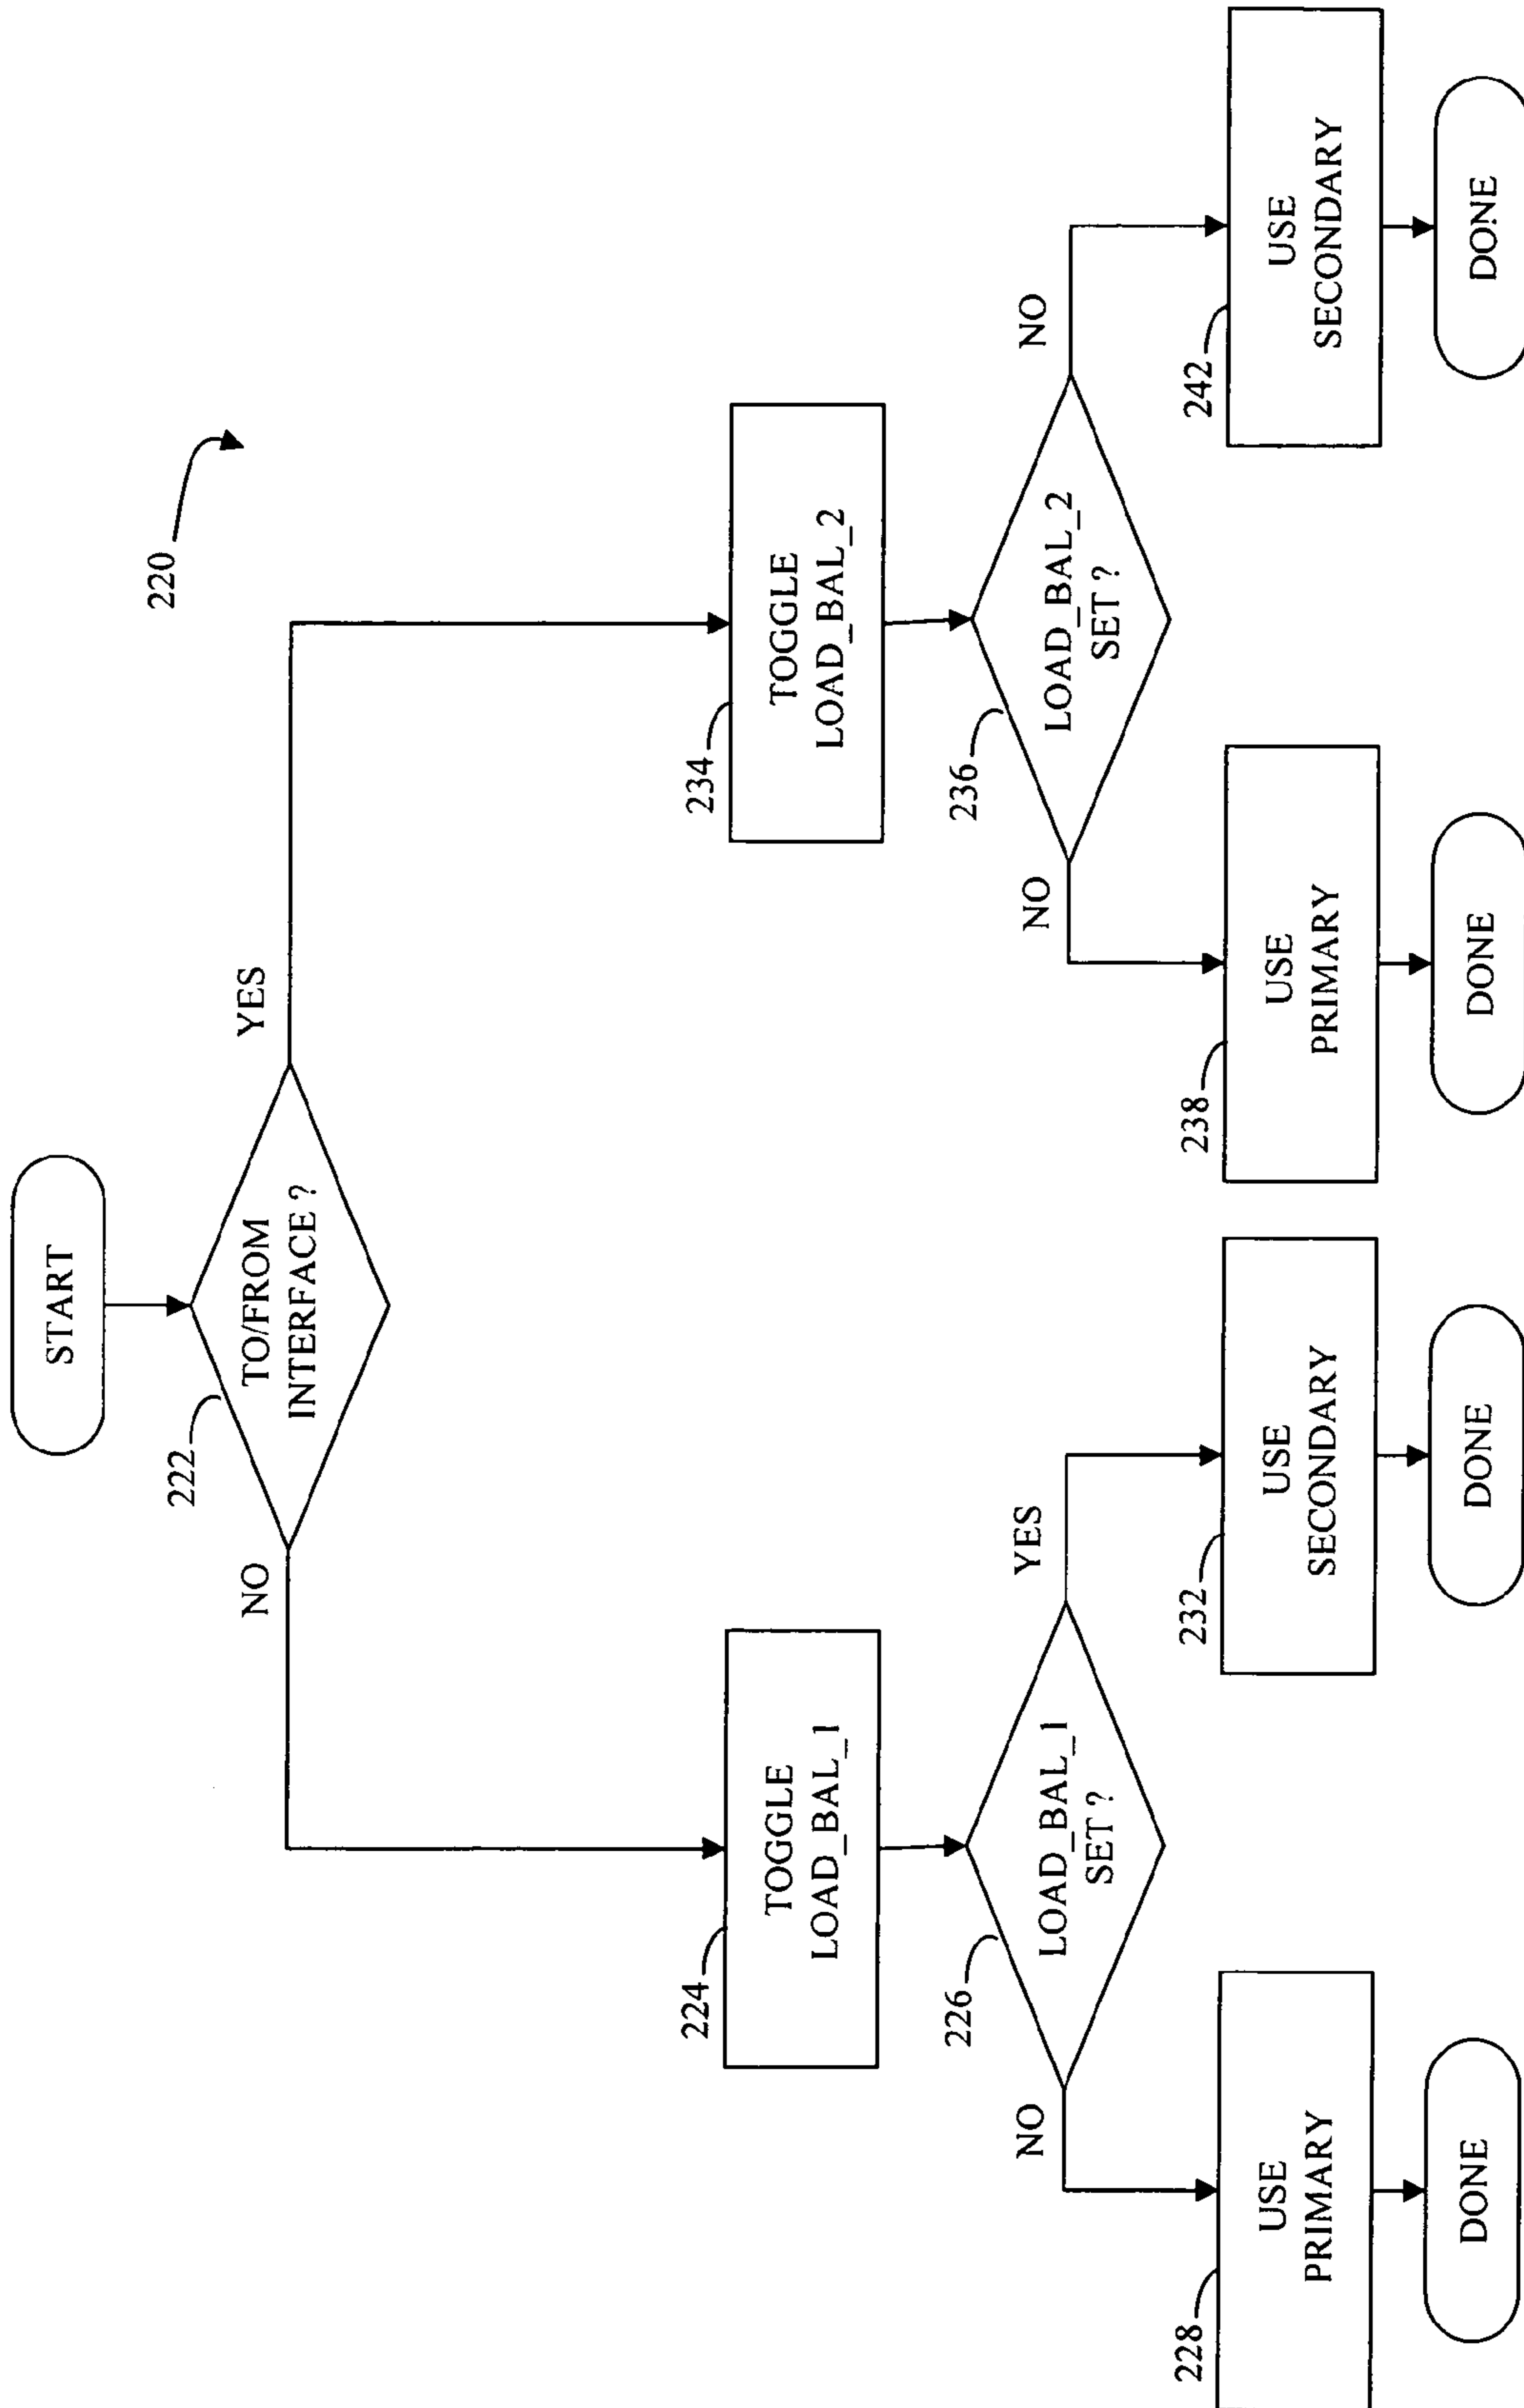 220
START
222
TO/FROM
INTERFACE ?
NO
YES
224
TOGGLE
LOAD_BAL_1
234
TOGGLE
LOAD_BAL_2
226
LOAD_BAL_1
SET ?
NO
YES
236
LOAD_BAL_2
SET ?
NO
NO
228
USE
PRIMARY
232
USE
SECONDARY
238
USE
PRIMARY
242
USE
SECONDARY
DONE
DONE
DONE
DONE